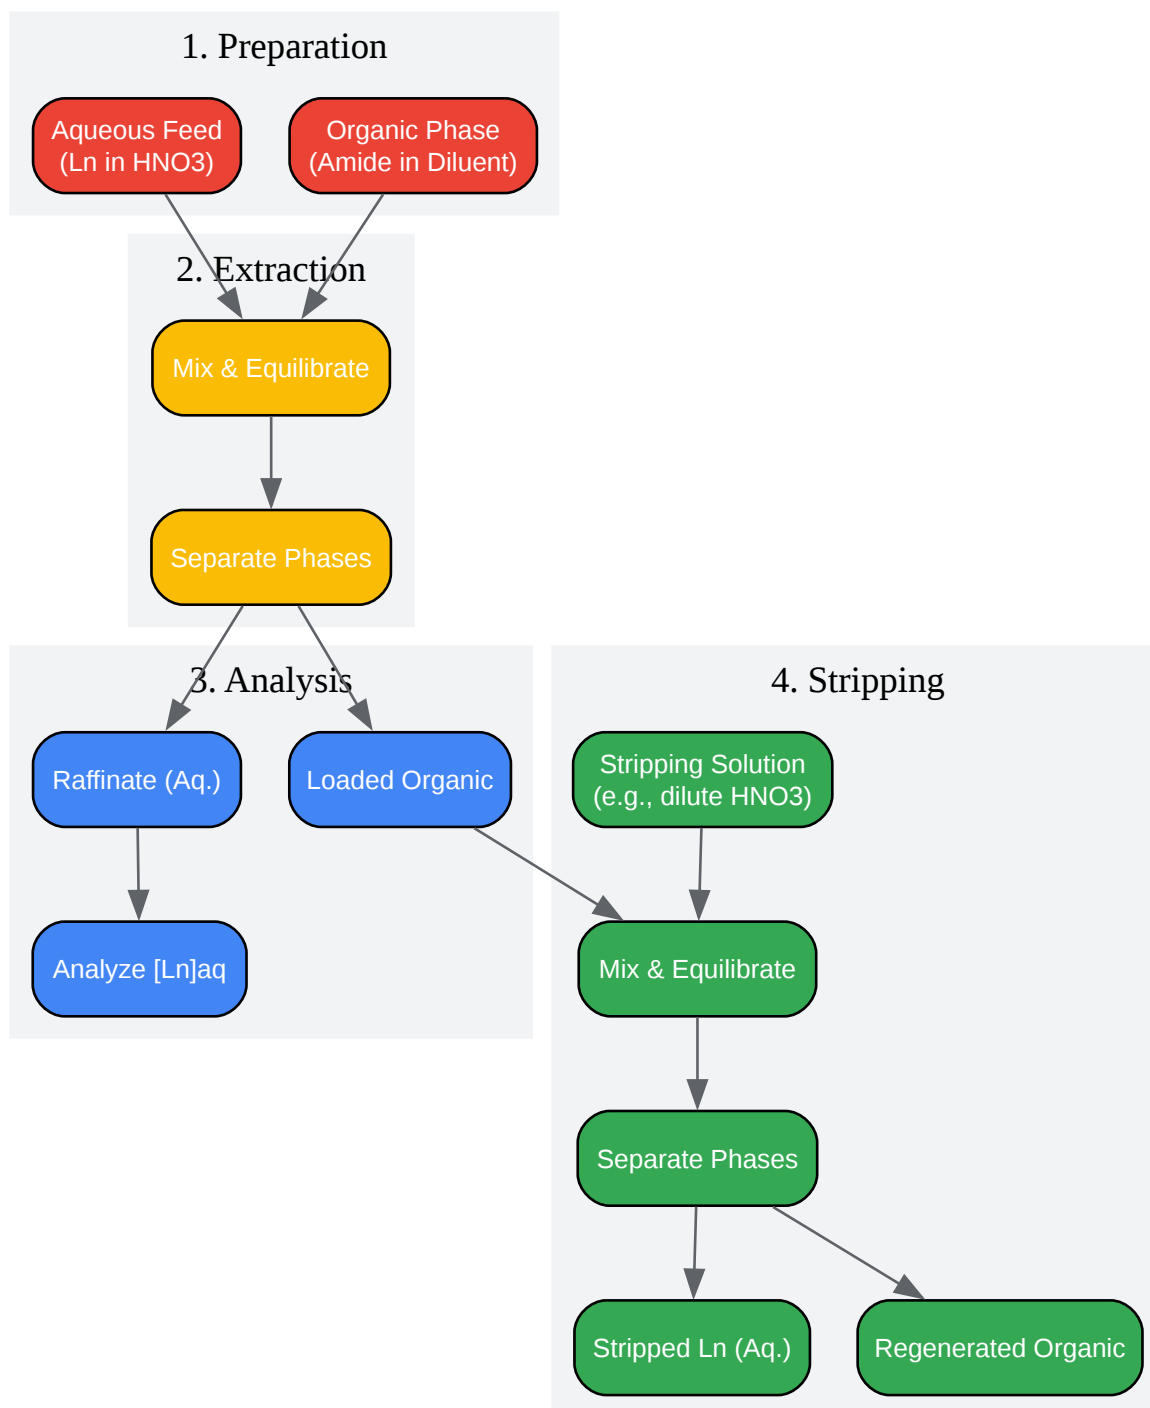 1. Preparation
Aqueous Feed
(Ln in HNO3)
Organic Phase
(Amide in Diluent)
2. Extraction
Mix & Equilibrate
Separate Phases
3. Analysis
Raffinate (Aq.)
Loaded Organic
Analyze [Ln]aq
4. Stripping
Stripping Solution
(e.g., dilute HNO3)
Mix & Equilibrate
Separate Phases
Stripped Ln (Aq.)
Regenerated Organic